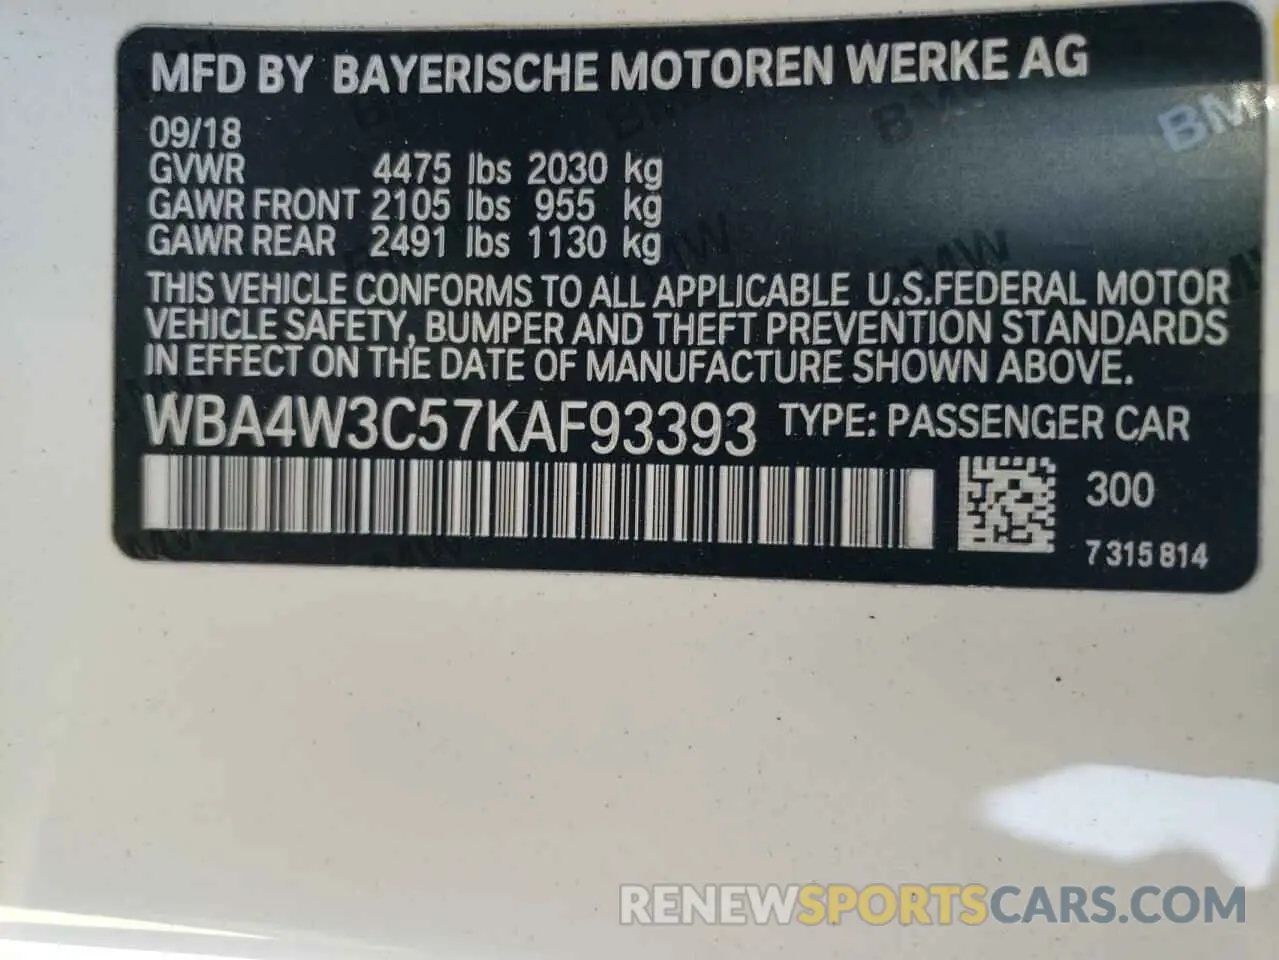 MFD BY BAYERISCHE MOTOREN WERKE AG
09/18
GVWR 4475 lbs 2030 kg
GAWR FRONT 2105 lbs 955 kg
GAWR REAR 2491 lbs 1130 kg
THIS VEHICLE CONFORMS TO ALL APPLICABLE U.S.FEDERAL MOTOR
VEHICLE SAFETY, BUMPER AND THEFT PREVENTION STANDARDS
IN EFFECT ON THE DATE OF MANUFACTURE SHOWN ABOVE.
WBA4W3C57KAF93393 TYPE: PASSENGER CAR
300
7 315 814
BMW
RENEWSPORTSCARS.COM